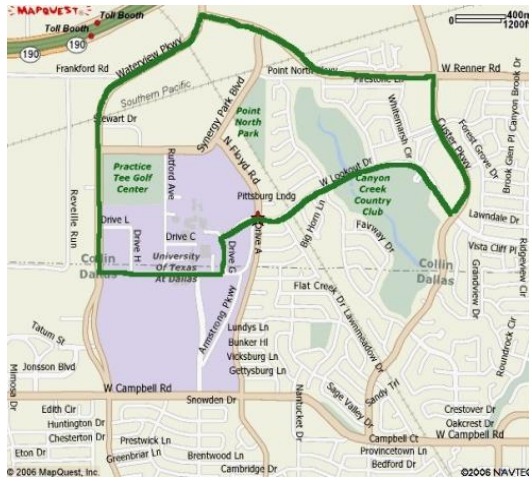 MAPQUEST
Toll Booth
Toll Booth
190
190
400m
1200ft
Frankford Rd
Waterview Pkwy
Southern Pacific
Stewart Dr
Synergy Park Blvd
Point North Pkwy
Firestone Ln
W Renner Rd
Point
North
Park
N Floyd Rd
Whitemarsh Cir
Custer Pkwy
Forest Grove Dr
Brook Glen Pl
Canyon Brook Dr
Practice
Tee Golf
Center
Rutford Ave
W Lookout Dr
Canyon
Creek
Country
Club
Pittsburg Lndg
Reveille Run
Drive L
Drive H
Drive C
Drive G
Drive A
Big Horn Ln
Fairway Dr
Lawndale Dr
Vista Cliff Pl
Ridgeview Cir
Grandview Dr
Collin
Dallas
Collin
Dallas
University
Of Texas
At Dallas
Armstrong Pkwy
Flat Creek Dr
Lawnmeadow Dr
Roundrock Cir
Tatum St
Jonsson Blvd
Mimosa Dr
Lundys Ln
Bunker Hl
Vicksburg Ln
Gettysburg Ln
W Campbell Rd
Snowden Dr
Nantucket Dr
Sage Valley Dr
Sandy Trl
Edith Cir
Huntington Dr
Chesterton Dr
Eton Dr
Prestwick Ln
Greenbriar Ln
Brentwood Ln
Cambridge Dr
Campbell Ct
Provincetown Ln
Bedford Dr
Crestover Dr
Oakcrest Dr
W Campbell Rd
© 2006 MapQuest, Inc.
©2006 NAVTEQ